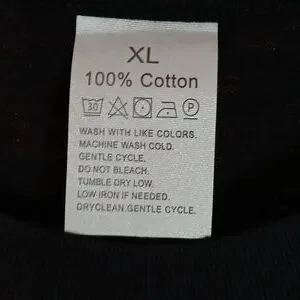 XL
100% Cotton
30 P
WASH WITH LIKE COLORS.
MACHINE WASH COLD.
GENTLE CYCLE.
DO NOT BLEACH.
TUMBLE DRY LOW.
LOW IRON IF NEEDED.
DRYCLEAN GENTLE CYCLE.